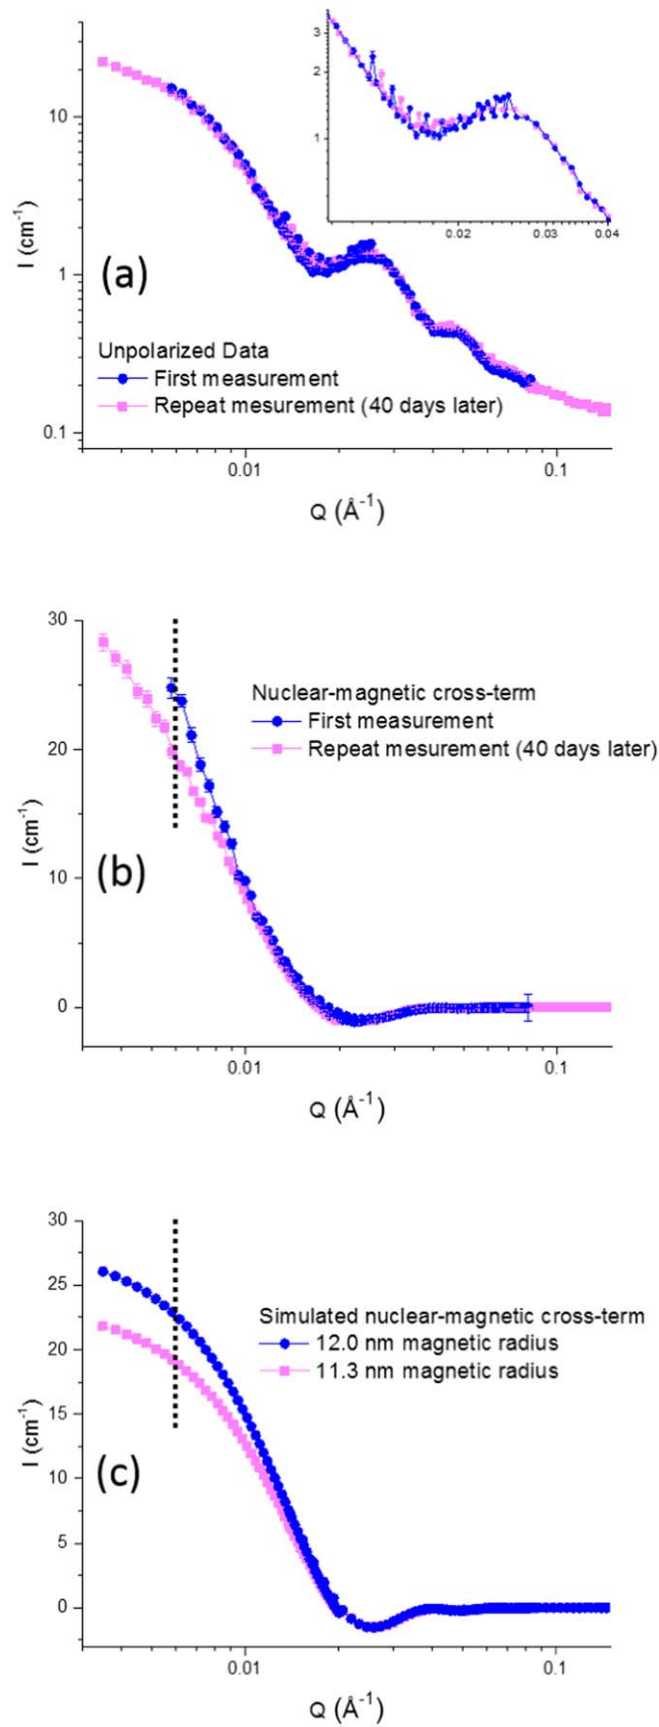 3
2
1
0.02 0.03 0.04
10
1
0.1
I (cm⁻¹)
(a)
Unpolarized Data
First measurement
Repeat mesurement (40 days later)
0.01 0.1
Q (Å⁻¹)
30
20
10
0
I (cm⁻¹)
(b)
Nuclear-magnetic cross-term
First measurement
Repeat mesurement (40 days later)
0.01 0.1
Q (Å⁻¹)
30
25
20
15
10
5
0
I (cm⁻¹)
(c)
Simulated nuclear-magnetic cross-term
12.0 nm magnetic radius
11.3 nm magnetic radius
0.01 0.1
Q (Å⁻¹)